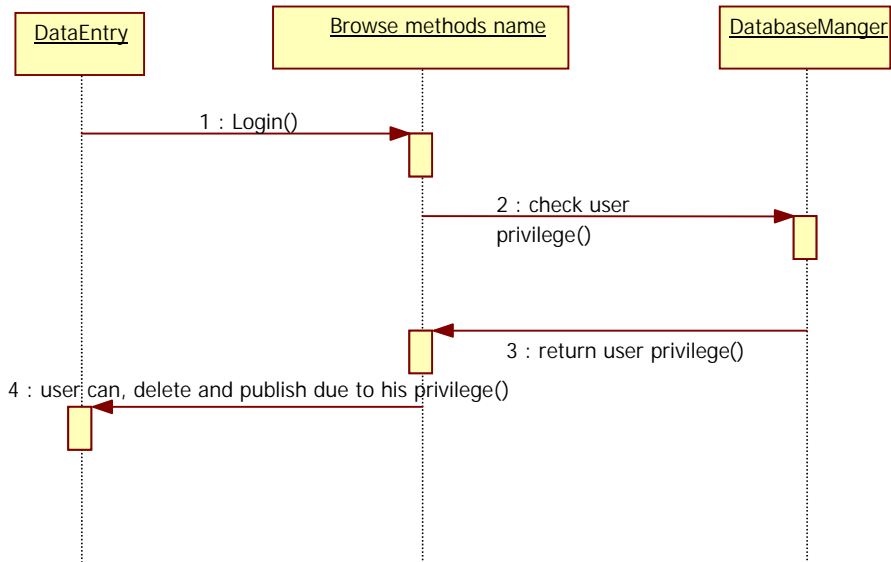 DataEntry
Browse methods name
DatabaseManger
1 : Login()
2 : check user
privilege()
3 : return user privilege()
4 : user can, delete and publish due to his privilege()